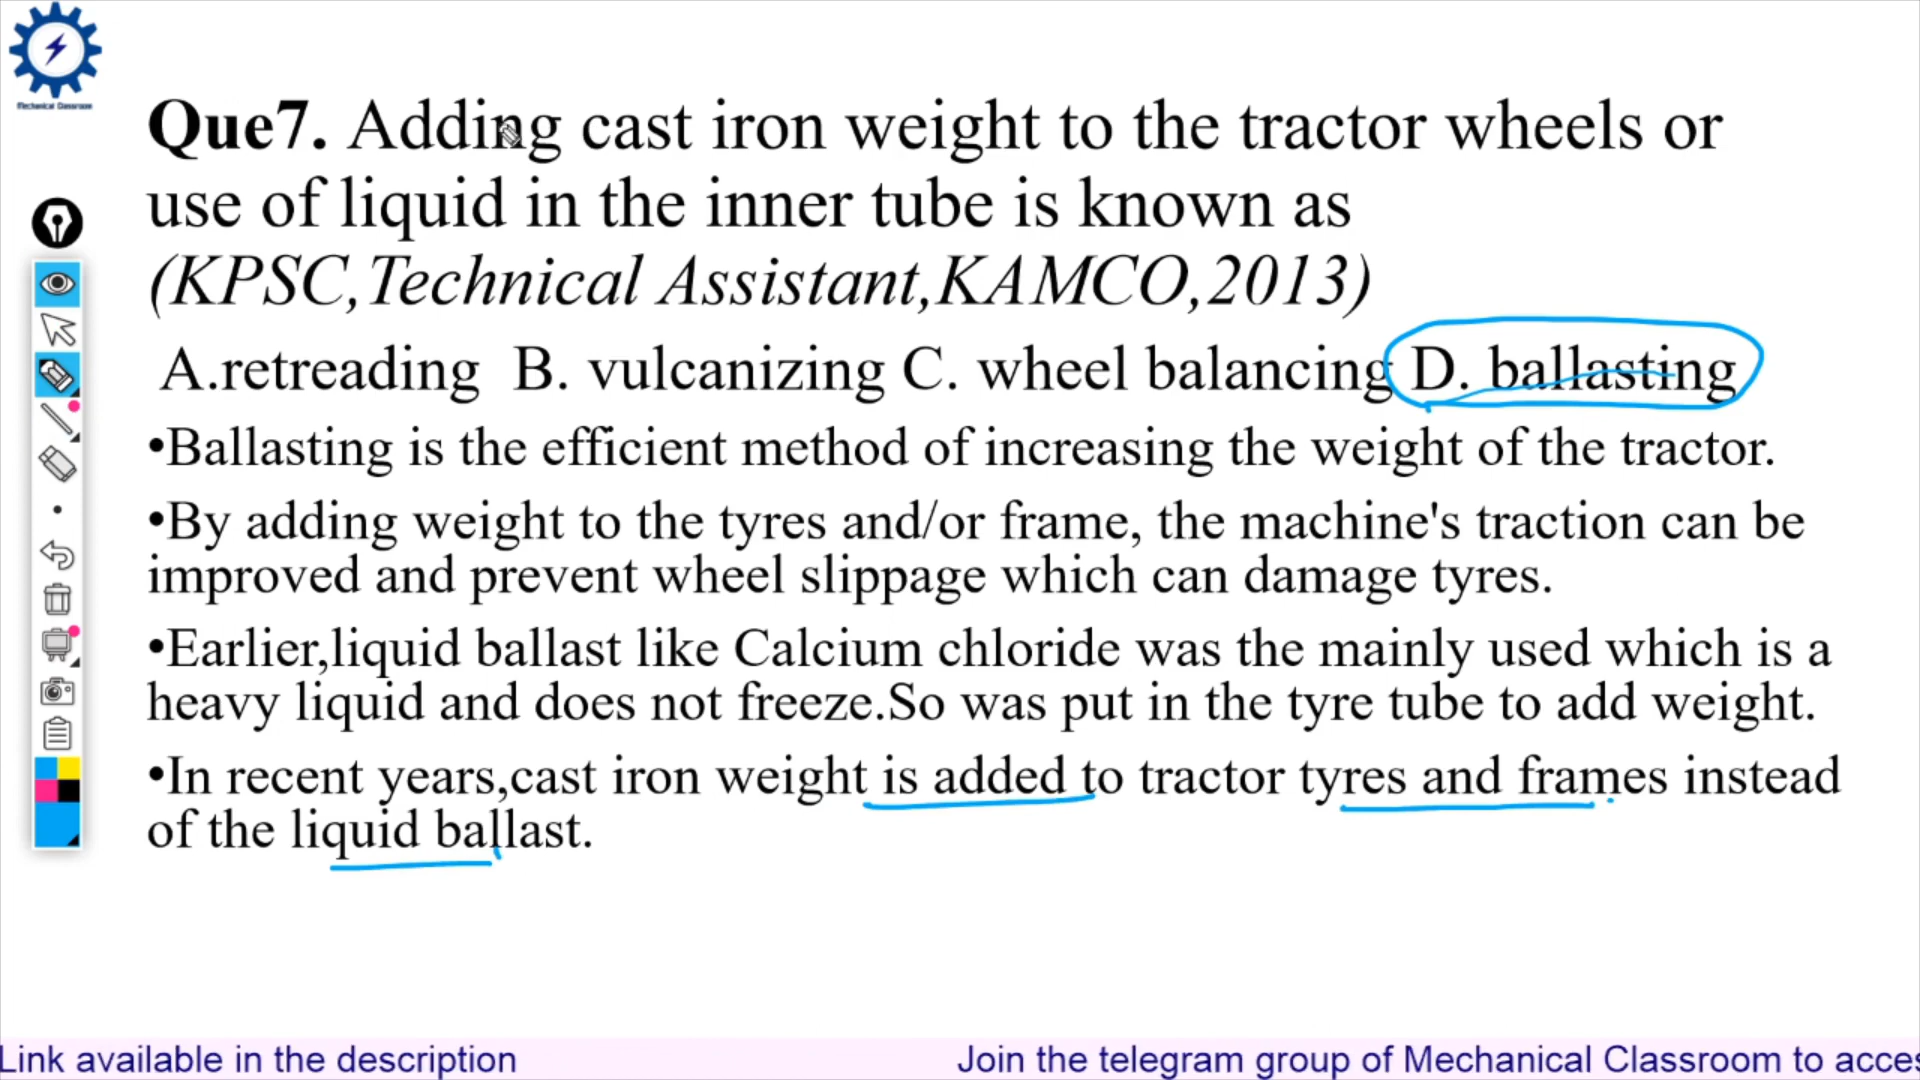 Mechanical Classroom
Que7. Adding cast iron weight to the tractor wheels or
use of liquid in the inner tube is known as
(KPSC,Technical Assistant,KAMCO,2013)
A.retreading B. vulcanizing C. wheel balancing D. ballasting
•Ballasting is the efficient method of increasing the weight of the tractor.
•By adding weight to the tyres and/or frame, the machine's traction can be
improved and prevent wheel slippage which can damage tyres.
•Earlier,liquid ballast like Calcium chloride was the mainly used which is a
heavy liquid and does not freeze.So was put in the tyre tube to add weight.
•In recent years,cast iron weight is added to tractor tyres and frames instead
of the liquid ballast.
Link available in the description
Join the telegram group of Mechanical Classroom to acces